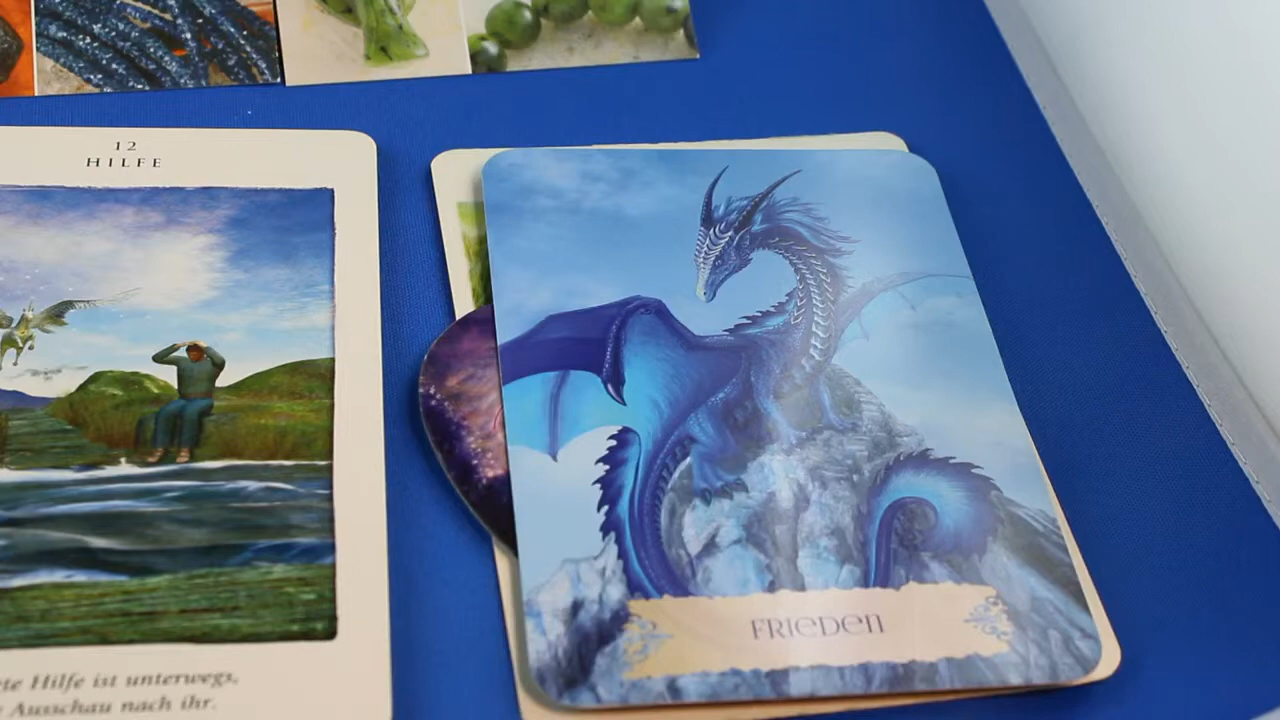 12
HILFE
FRIEDEN
Hilfe ist unterwegs,
Ausschau nach ihr.